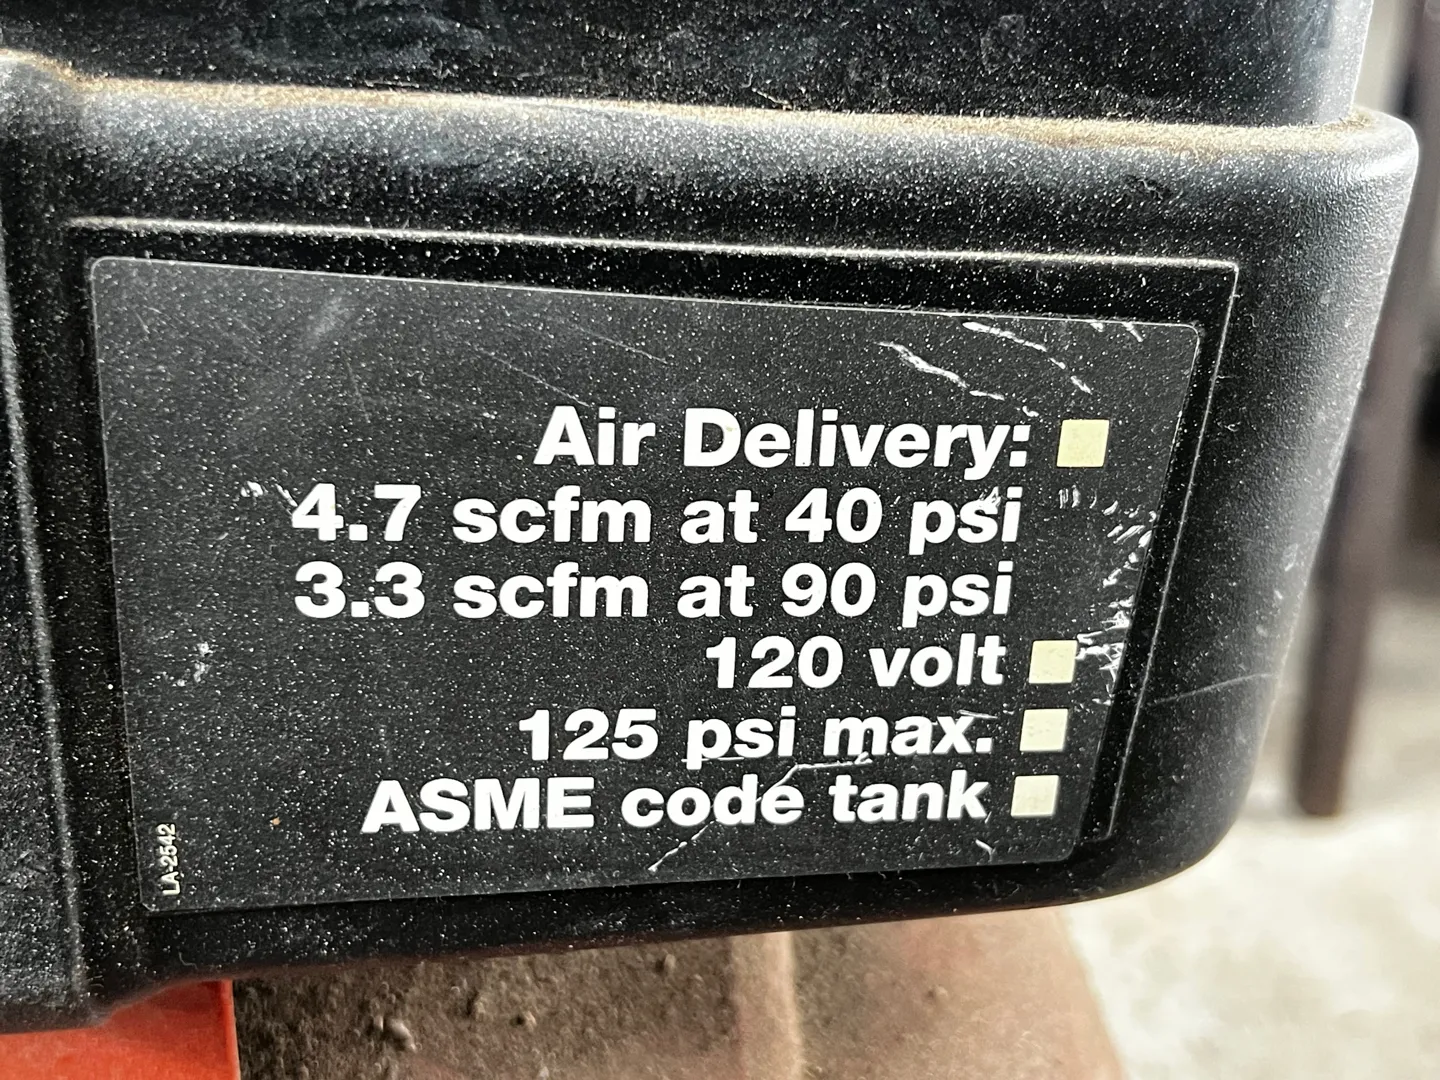 Air Delivery:
4.7 scfm at 40 psi
3.3 scfm at 90 psi
120 volt
125 psi max.
ASME code tank
LA-2542